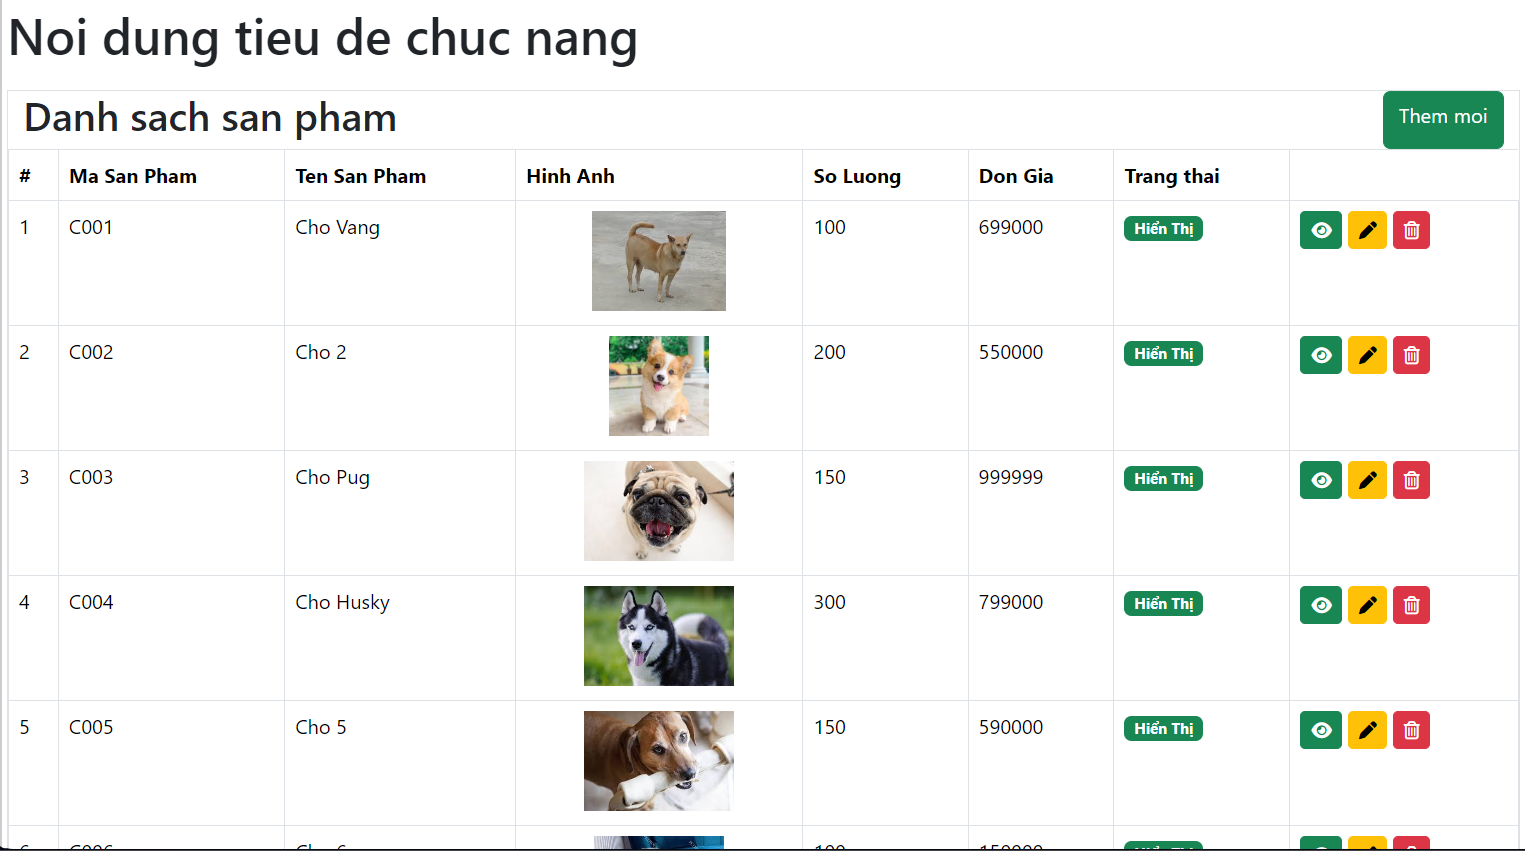 Noi dung tieu de chuc nang
Danh sach san pham
Them moi
# Ma San Pham Ten San Pham Hinh Anh So Luong Don Gia Trang thai
1 C001 Cho Vang 100 699000 Hiển Thị
2 C002 Cho 2 200 550000 Hiển Thị
3 C003 Cho Pug 150 999999 Hiển Thị
4 C004 Cho Husky 300 799000 Hiển Thị
5 C005 Cho 5 150 590000 Hiển Thị